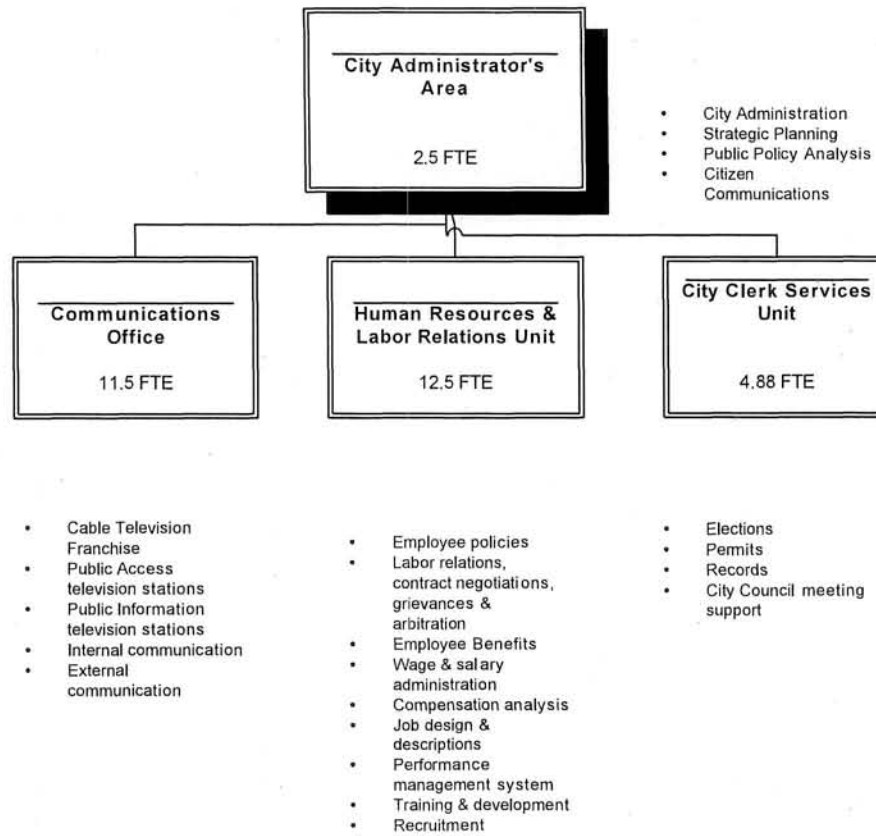 City Administrator's
Area
2.5 FTE
• City Administration
• Strategic Planning
• Public Policy Analysis
• Citizen
Communications
Communications
Office
11.5 FTE
Human Resources &
Labor Relations Unit
12.5 FTE
City Clerk Services
Unit
4.88 FTE
• Cable Television
Franchise
• Public Access
television stations
• Public Information
television stations
• Internal communication
• External
communication
• Employee policies
• Labor relations,
contract negotiations,
grievances &
arbitration
• Employee Benefits
• Wage & salary
administration
• Compensation analysis
• Job design &
descriptions
• Performance
management system
• Training & development
• Recruitment
• Elections
• Permits
• Records
• City Council meeting
support